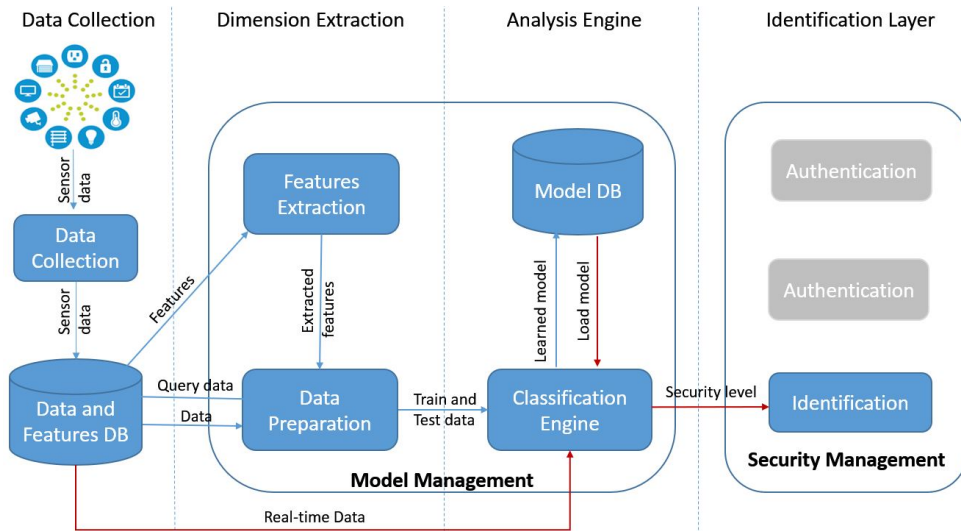 Data Collection
Dimension Extraction
Analysis Engine
Identification Layer
Sensor
data
Data
Collection
Sensor
data
Features
Features
Extraction
Extracted
features
Model DB
Learned model
Load model
Authentication
Authentication
Data and
Features DB
Query data
Data
Data
Preparation
Train and
Test data
Classification
Engine
Security level
Identification
Model Management
Security Management
Real-time Data